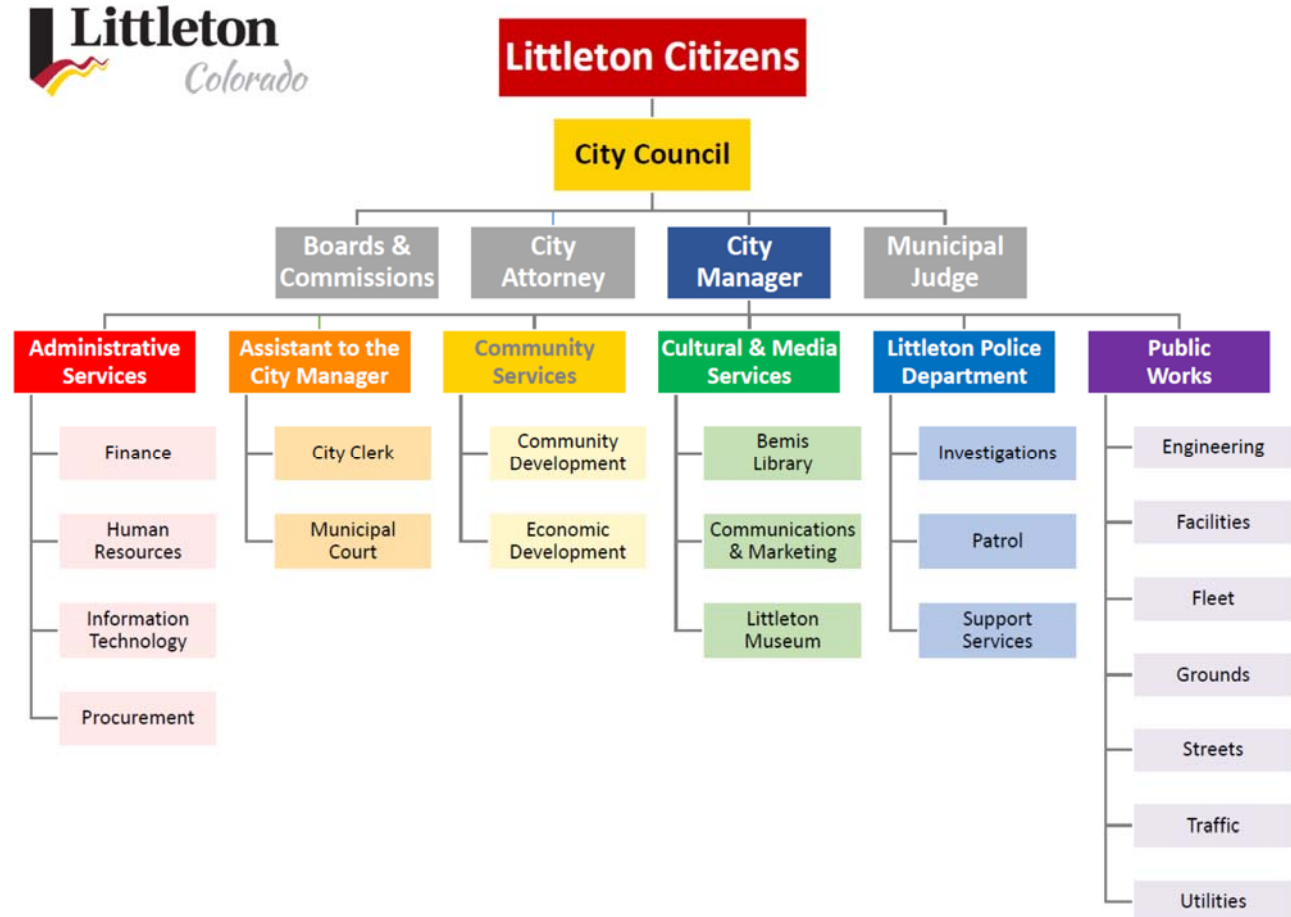 Littleton
Colorado
Littleton Citizens
City Council
Boards &
Commissions
City
Attorney
City
Manager
Municipal
Judge
Administrative
Services
Assistant to the
City Manager
Community
Services
Cultural & Media
Services
Littleton Police
Department
Public
Works
Finance
Human
Resources
Information
Technology
Procurement
City Clerk
Municipal
Court
Community
Development
Economic
Development
Bemis
Library
Communications
& Marketing
Littleton
Museum
Investigations
Patrol
Support
Services
Engineering
Facilities
Fleet
Grounds
Streets
Traffic
Utilities